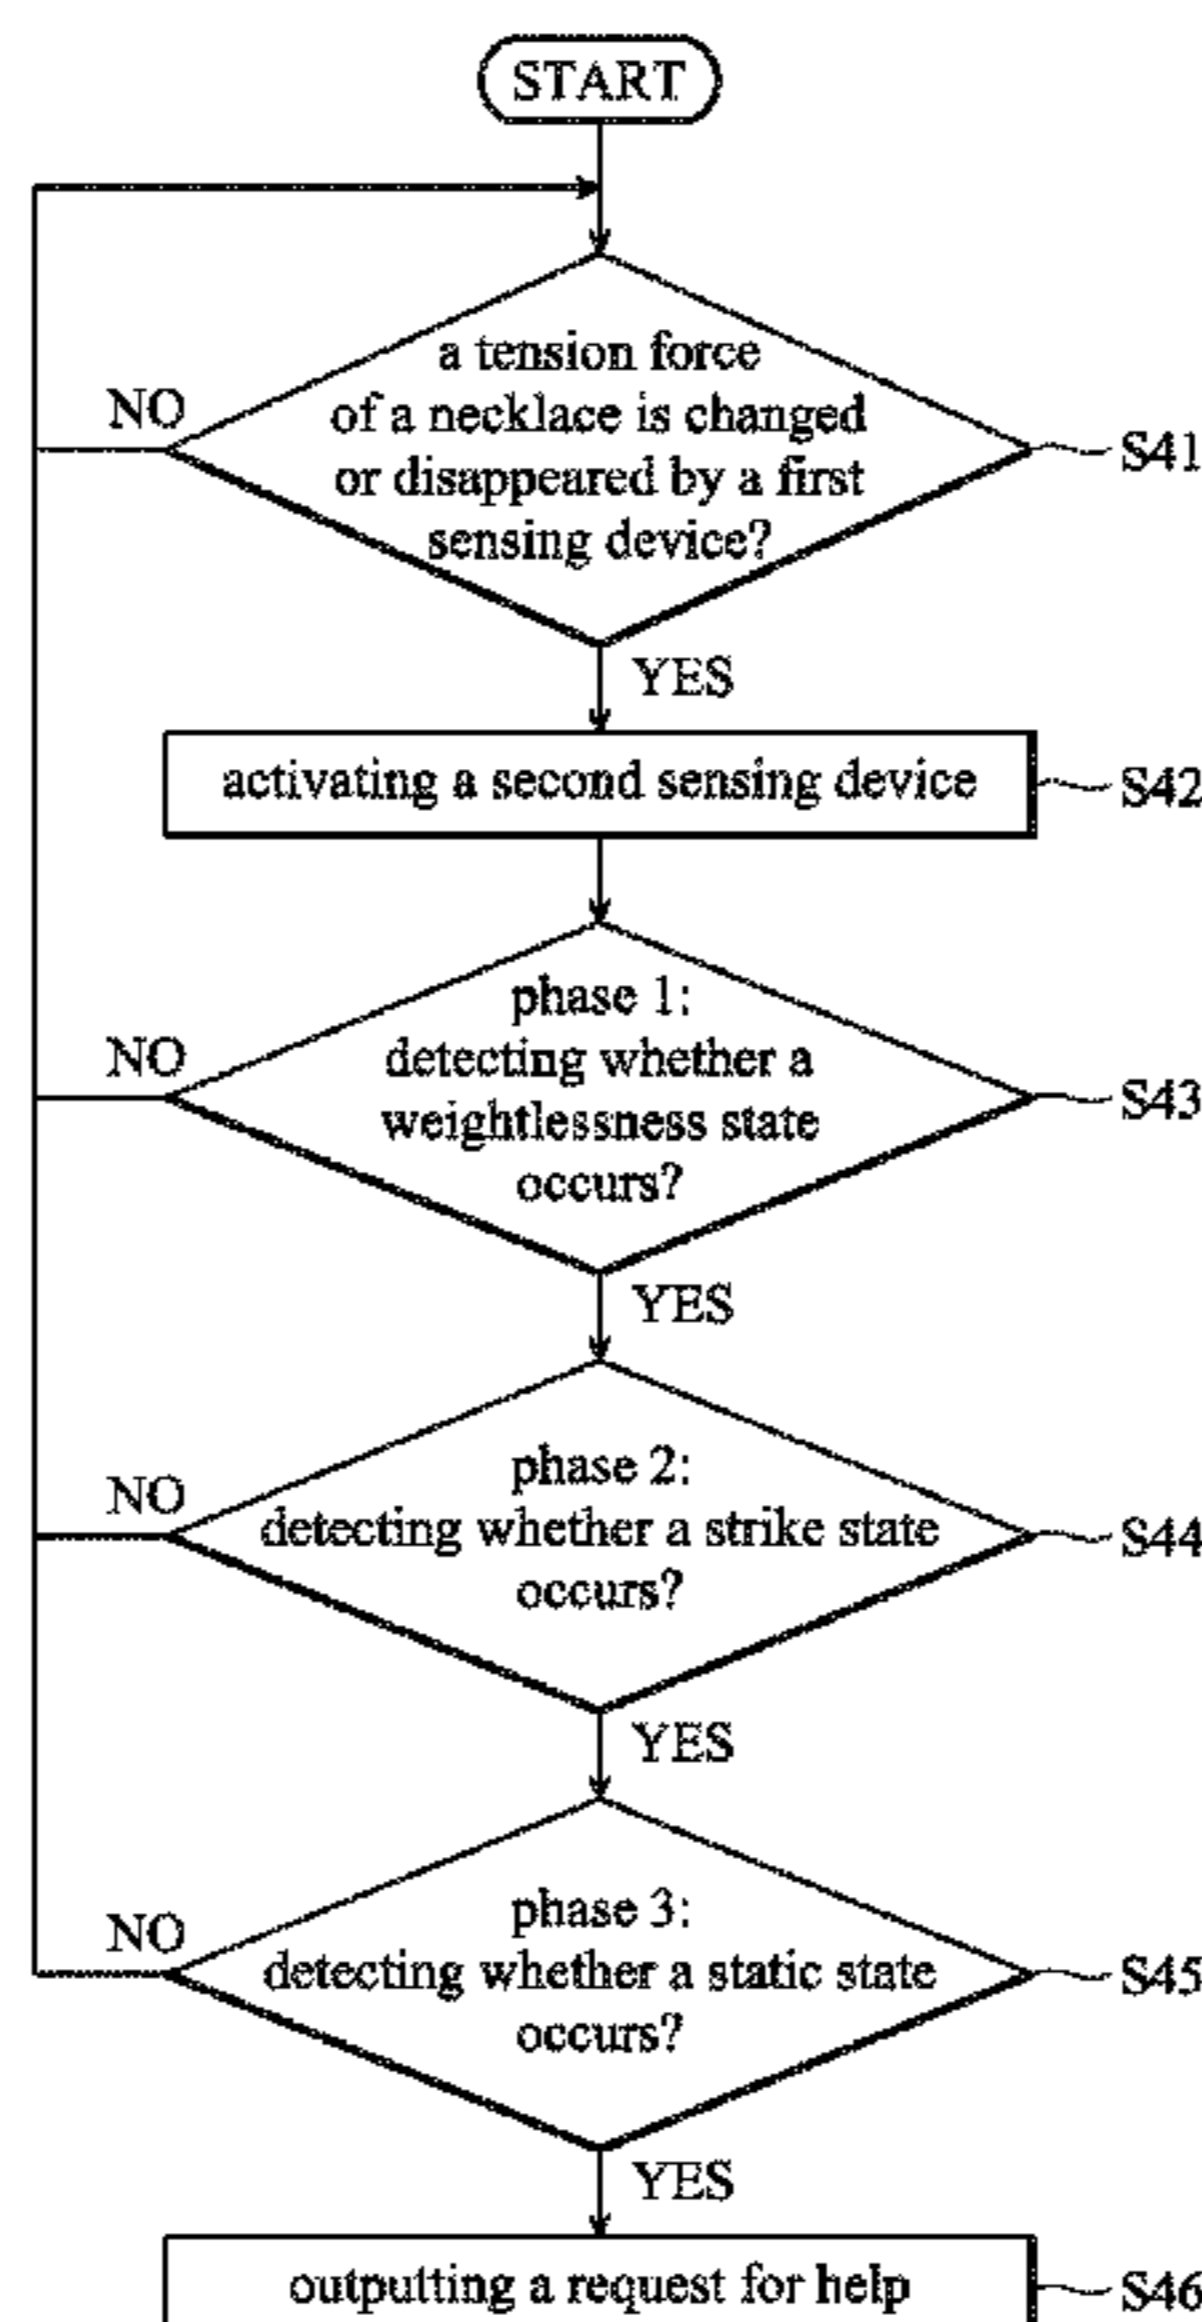 START
a tension force
of a necklace is changed
or disappeared by a first
sensing device?
NO
S41
YES
activating a second sensing device
S42
phase 1:
detecting whether a
weightlessness state
occurs?
NO
S43
YES
phase 2:
detecting whether a strike state
occurs?
NO
S44
YES
phase 3:
detecting whether a static state
occurs?
NO
S45
YES
outputting a request for help
S46